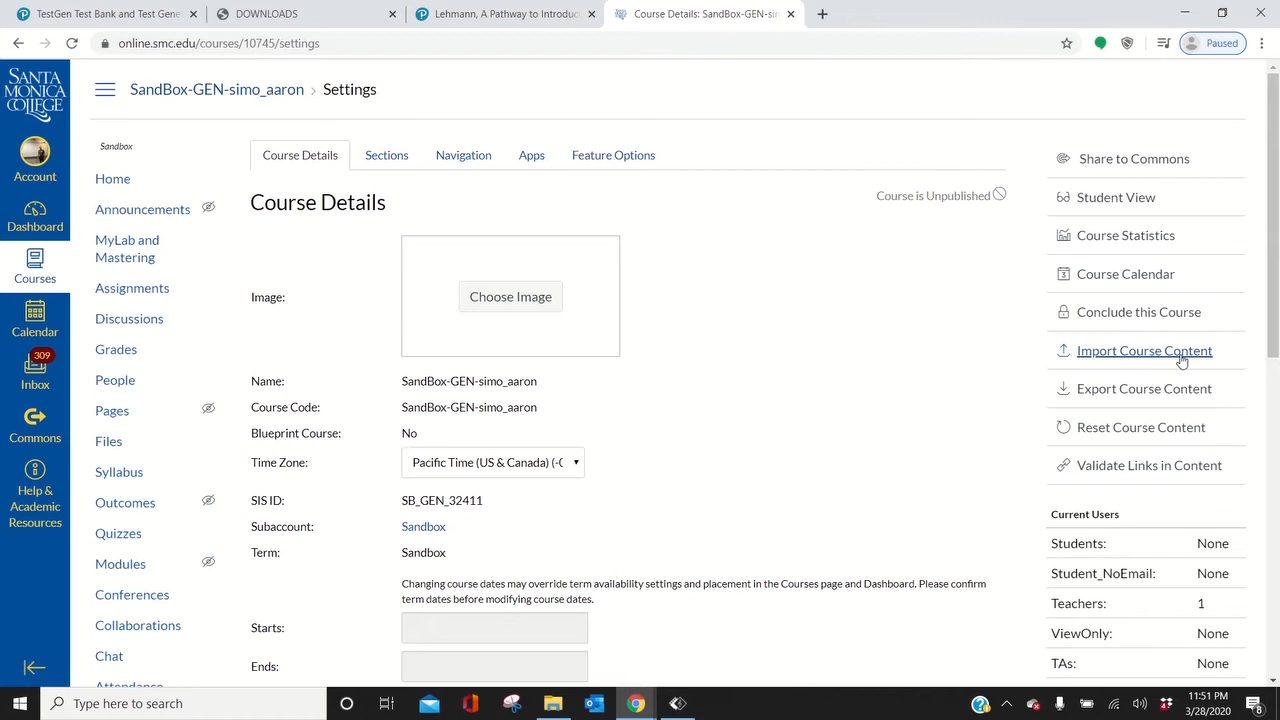 TestGen Test Bank and Test Gene
DOWNLOADS
Lehmann, A Pathway to Introduc
Course Details: SandBox-GEN-sim
online.smc.edu/courses/10745/settings
Paused
SANTA
MONICA
COLLEGE
Account
Dashboard
Courses
Calendar
309
Inbox
Commons
Help &
Academic
Resources
SandBox-GEN-simo_aaron › Settings
Sandbox
Home
Announcements
MyLab and
Mastering
Assignments
Discussions
Grades
People
Pages
Files
Syllabus
Outcomes
Quizzes
Modules
Conferences
Collaborations
Chat
Attendance
Course Details Sections Navigation Apps Feature Options
Course Details
Course is Unpublished
Image:
Choose Image
Name: SandBox-GEN-simo_aaron
Course Code: SandBox-GEN-simo_aaron
Blueprint Course: No
Time Zone: Pacific Time (US & Canada) (-0
SIS ID: SB_GEN_32411
Subaccount: Sandbox
Term: Sandbox
Changing course dates may override term availability settings and placement in the Courses page and Dashboard. Please confirm
term dates before modifying course dates.
Starts:
Ends:
Share to Commons
Student View
Course Statistics
3
Course Calendar
Conclude this Course
Import Course Content
Export Course Content
Reset Course Content
Validate Links in Content
Current Users
Students: None
Student_NoEmail: None
Teachers: 1
ViewOnly: None
TAs: None
Type here to search
11:51 PM
3/28/2020
8